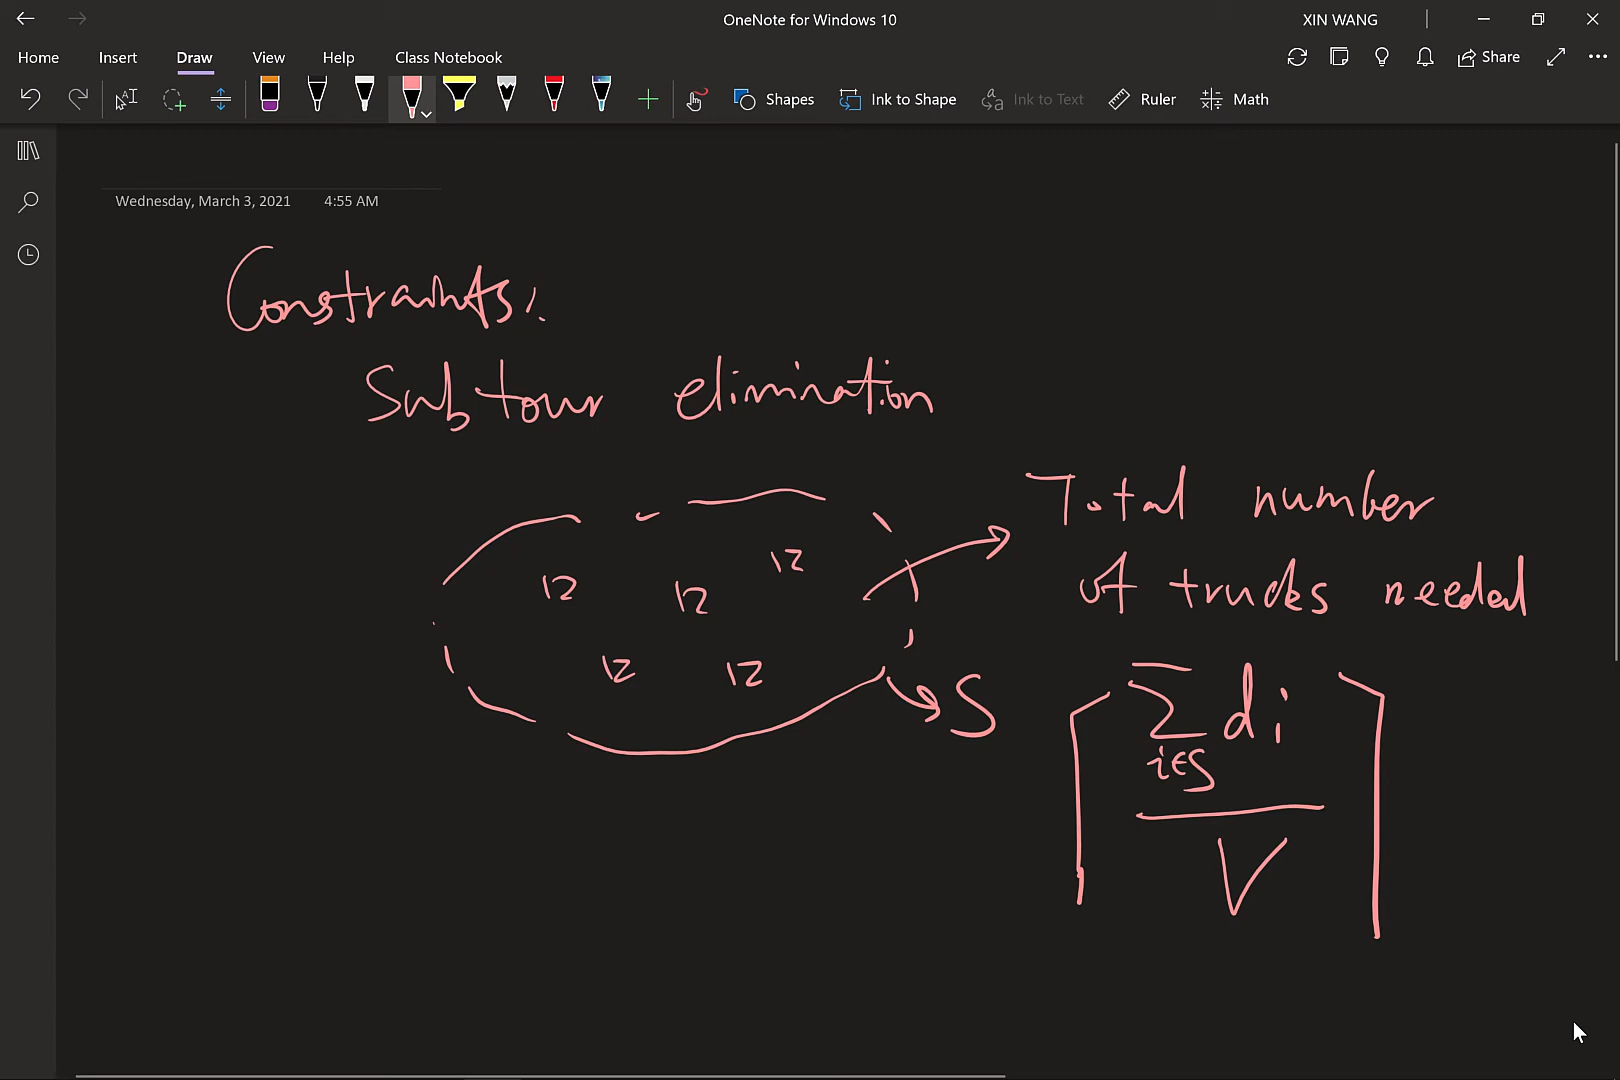 OneNote for Windows 10
XIN WANG
Home Insert Draw View Help Class Notebook
Share
Shapes Ink to Shape Ink to Text Ruler Math
Wednesday, March 3, 2021 4:55 AM
Constraints:
Subtour elimination
Total number
of trucks needed
12 12 12
12 12
S
⌈ ∑ di ⌉
i∈S
V